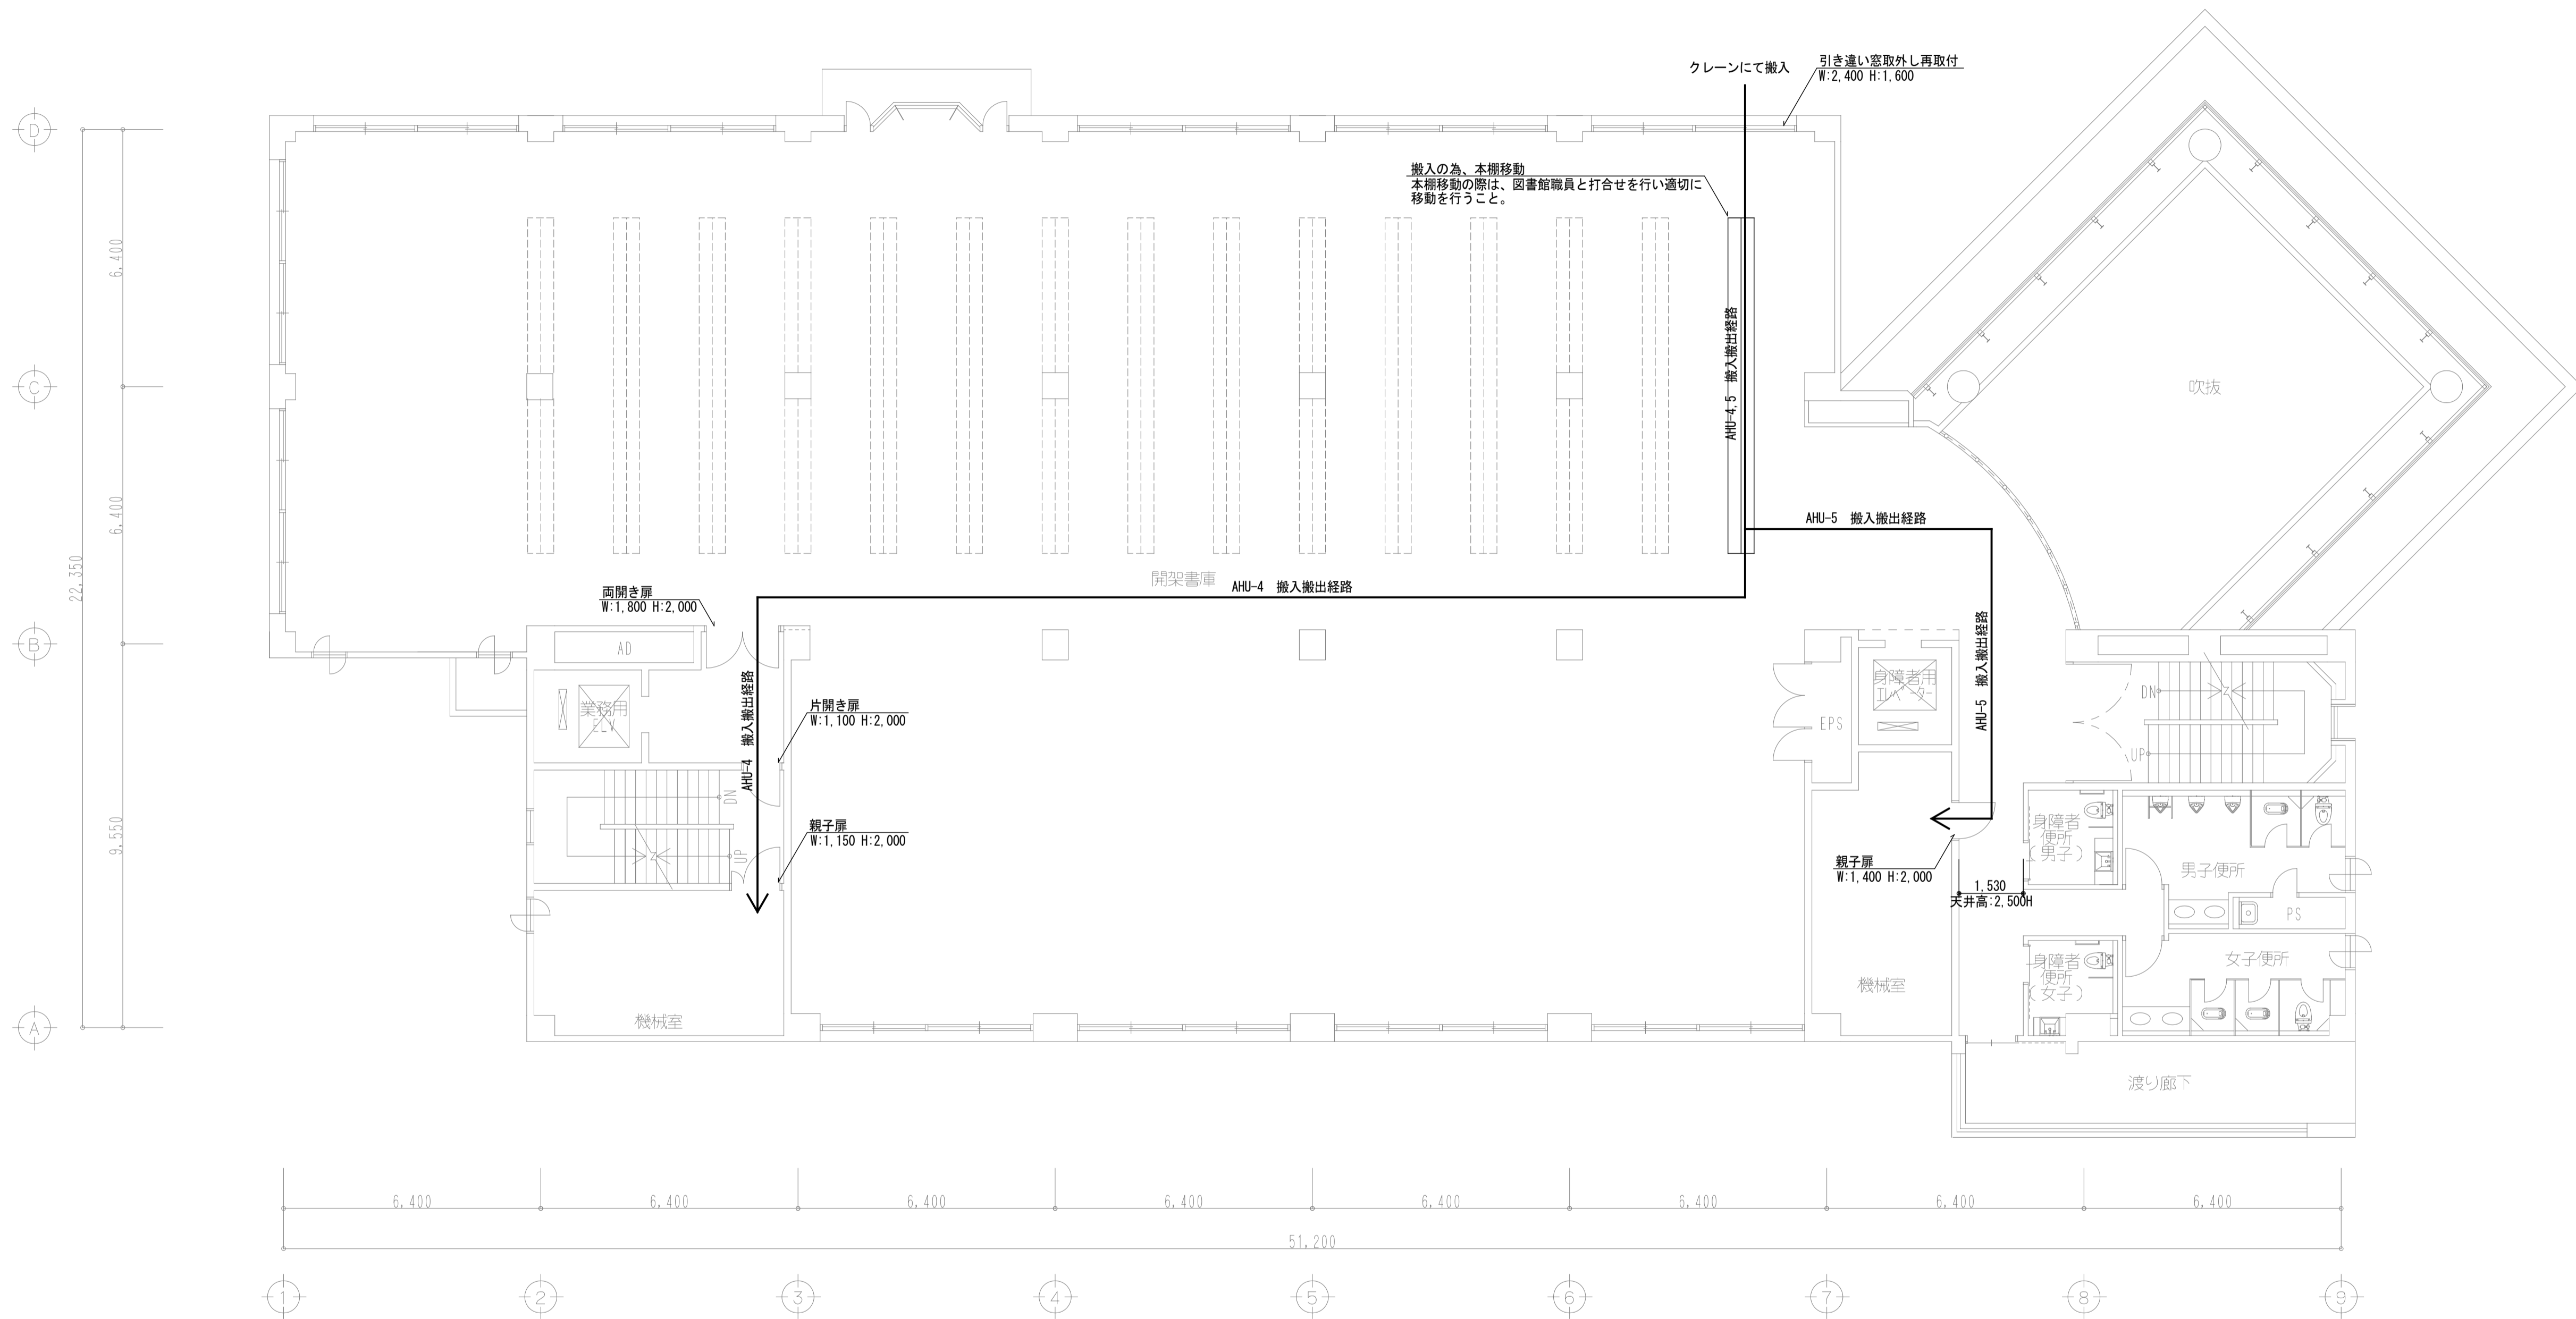 クレーンにて搬入
引き違い窓取外し再取付
W:2,400 H:1,600
D
搬入の為、本棚移動
本棚移動の際は、図書館職員と打合せを行い適切に
移動を行うこと。
6,400
AHU-4,5 搬入搬出経路
C
吹抜
6,400
22,350
AHU-5 搬入搬出経路
開架書庫
AHU-4 搬入搬出経路
両開き扉
W:1,800 H:2,000
B
AD
業務用
ELV
AHU-4 搬入搬出経路
片開き扉
W:1,100 H:2,000
身障者用
エレベーター
EPS
AHU-5 搬入搬出経路
DN
UP
DN
UP
親子扉
W:1,150 H:2,000
9,550
親子扉
W:1,400 H:2,000
1,530
天井高:2,500H
身障者
便所
(男子)
男子便所
PS
身障者
便所
(女子)
女子便所
機械室
機械室
A
渡り廊下
6,400
6,400
6,400
6,400
6,400
6,400
6,400
6,400
51,200
1
2
3
4
5
6
7
8
9